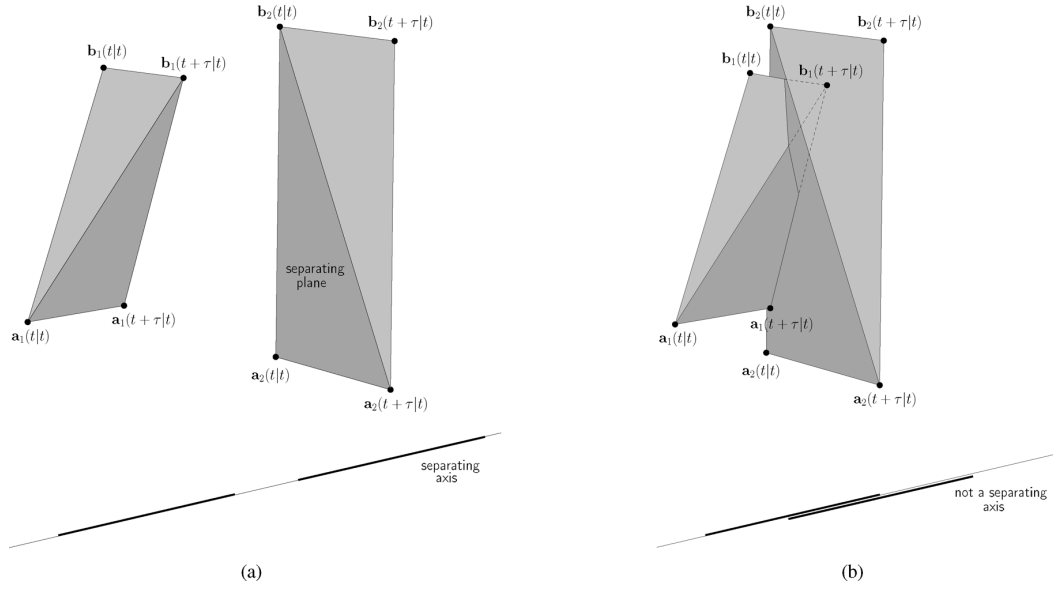 𝐛₂(t|t)
𝐛₂(t + τ|t)
𝐛₁(t|t)
𝐛₁(t + τ|t)
separating
plane
𝐚₁(t|t)
𝐚₁(t + τ|t)
𝐚₂(t|t)
𝐚₂(t + τ|t)
separating
axis
(a)
𝐛₂(t|t)
𝐛₂(t + τ|t)
𝐛₁(t|t)
𝐛₁(t + τ|t)
𝐚₁(t|t)
𝐚₁(t + τ|t)
𝐚₂(t|t)
𝐚₂(t + τ|t)
not a separating
axis
(b)